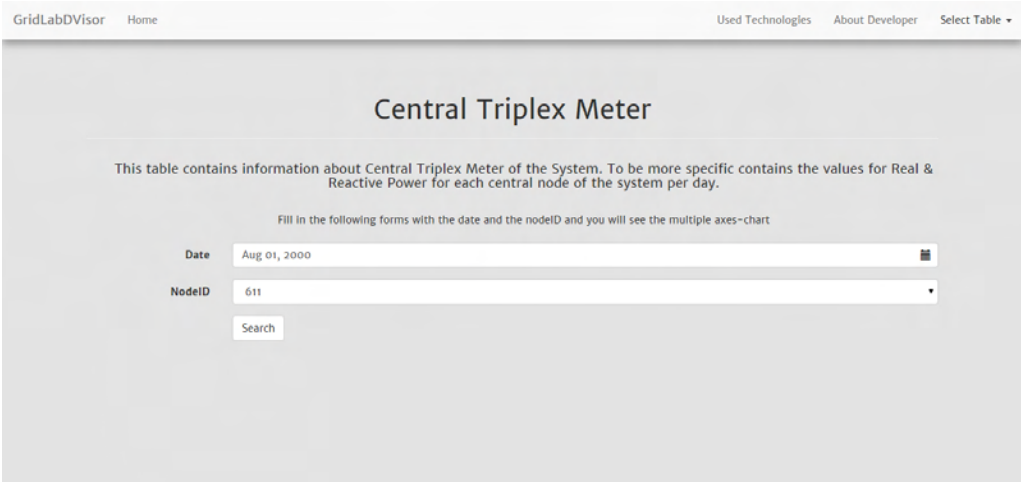 GridLabDVisor Home Used Technologies About Developer Select Table
Central Triplex Meter
This table contains information about Central Triplex Meter of the System. To be more specific contains the values for Real &
Reactive Power for each central node of the system per day.
Fill in the following forms with the date and the nodeID and you will see the multiple axes-chart
Date Aug 01, 2000
NodeID 611
Search